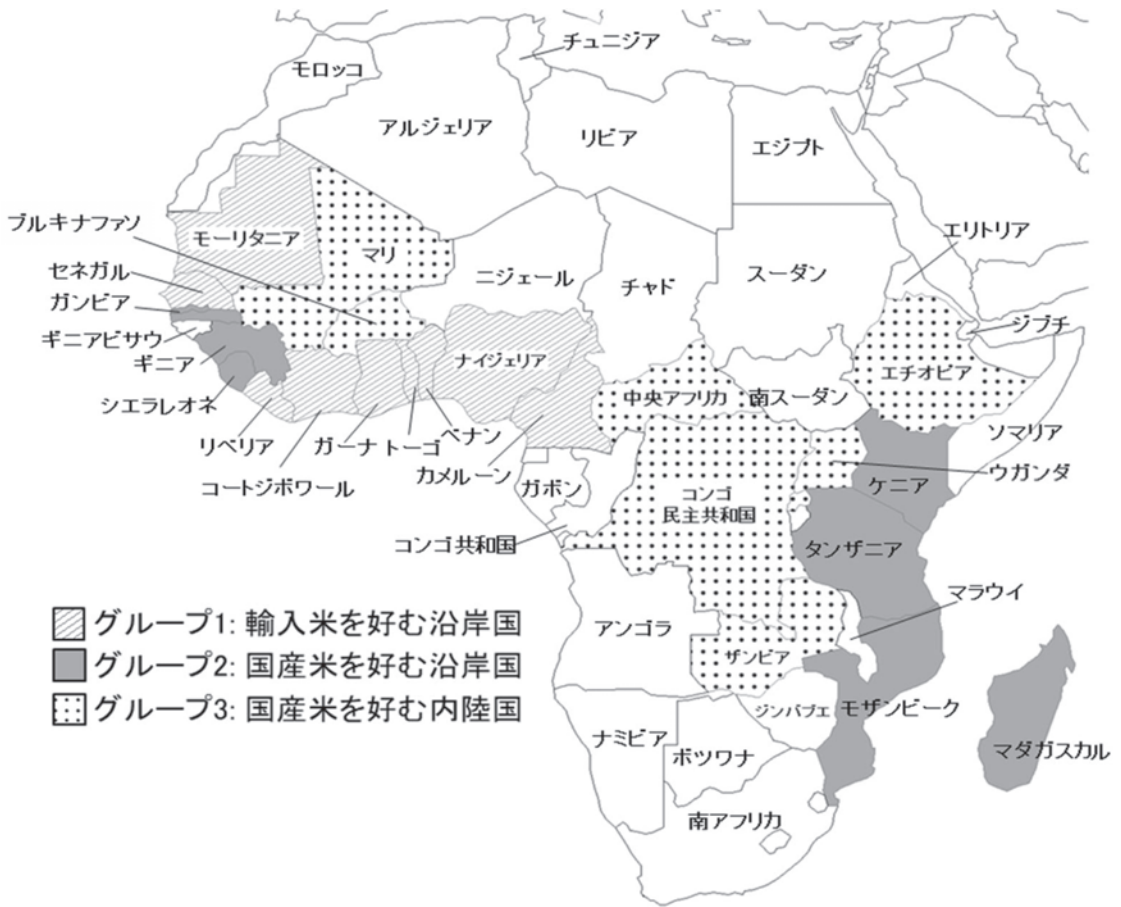 チュニジア
モロッコ
アルジェリア
リビア
エジプト
ブルキナファソ
モーリタニア
マリ
ニジェール
チャド
スーダン
エリトリア
セネガル
ガンビア
ギニアビサウ
ギニア
シエラレオネ
リベリア
コートジボワール
ガーナ
トーゴ
ベナン
ナイジェリア
カメルーン
中央アフリカ
南スーダン
エチオピア
ジブチ
ソマリア
ウガンダ
ケニア
ガボン
コンゴ
民主共和国
コンゴ共和国
タンザニア
マラウイ
アンゴラ
ザンビア
グループ1: 輸入米を好む沿岸国
グループ2: 国産米を好む沿岸国
グループ3: 国産米を好む内陸国
ナミビア
ボツワナ
ジンバブエ
モザンビーク
マダガスカル
南アフリカ